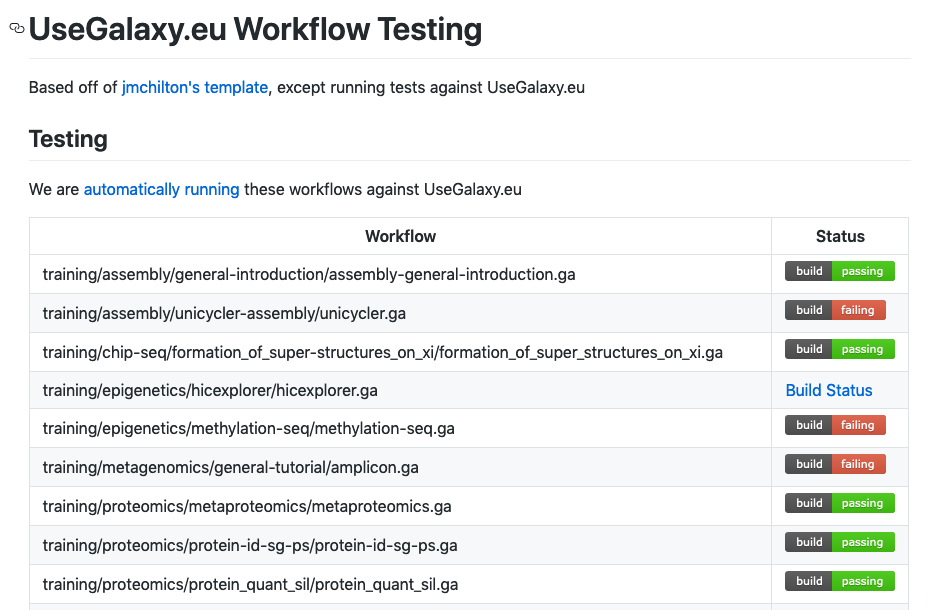 UseGalaxy.eu Workflow Testing
Based off of jmchilton's template, except running tests against UseGalaxy.eu
Testing
We are automatically running these workflows against UseGalaxy.eu
Workflow Status
training/assembly/general-introduction/assembly-general-introduction.ga build passing
training/assembly/unicycler-assembly/unicycler.ga build failing
training/chip-seq/formation_of_super-structures_on_xi/formation_of_super_structures_on_xi.ga build passing
training/epigenetics/hicexplorer/hicexplorer.ga Build Status
training/epigenetics/methylation-seq/methylation-seq.ga build failing
training/metagenomics/general-tutorial/amplicon.ga build failing
training/proteomics/metaproteomics/metaproteomics.ga build passing
training/proteomics/protein-id-sg-ps/protein-id-sg-ps.ga build passing
training/proteomics/protein_quant_sil/protein_quant_sil.ga build passing